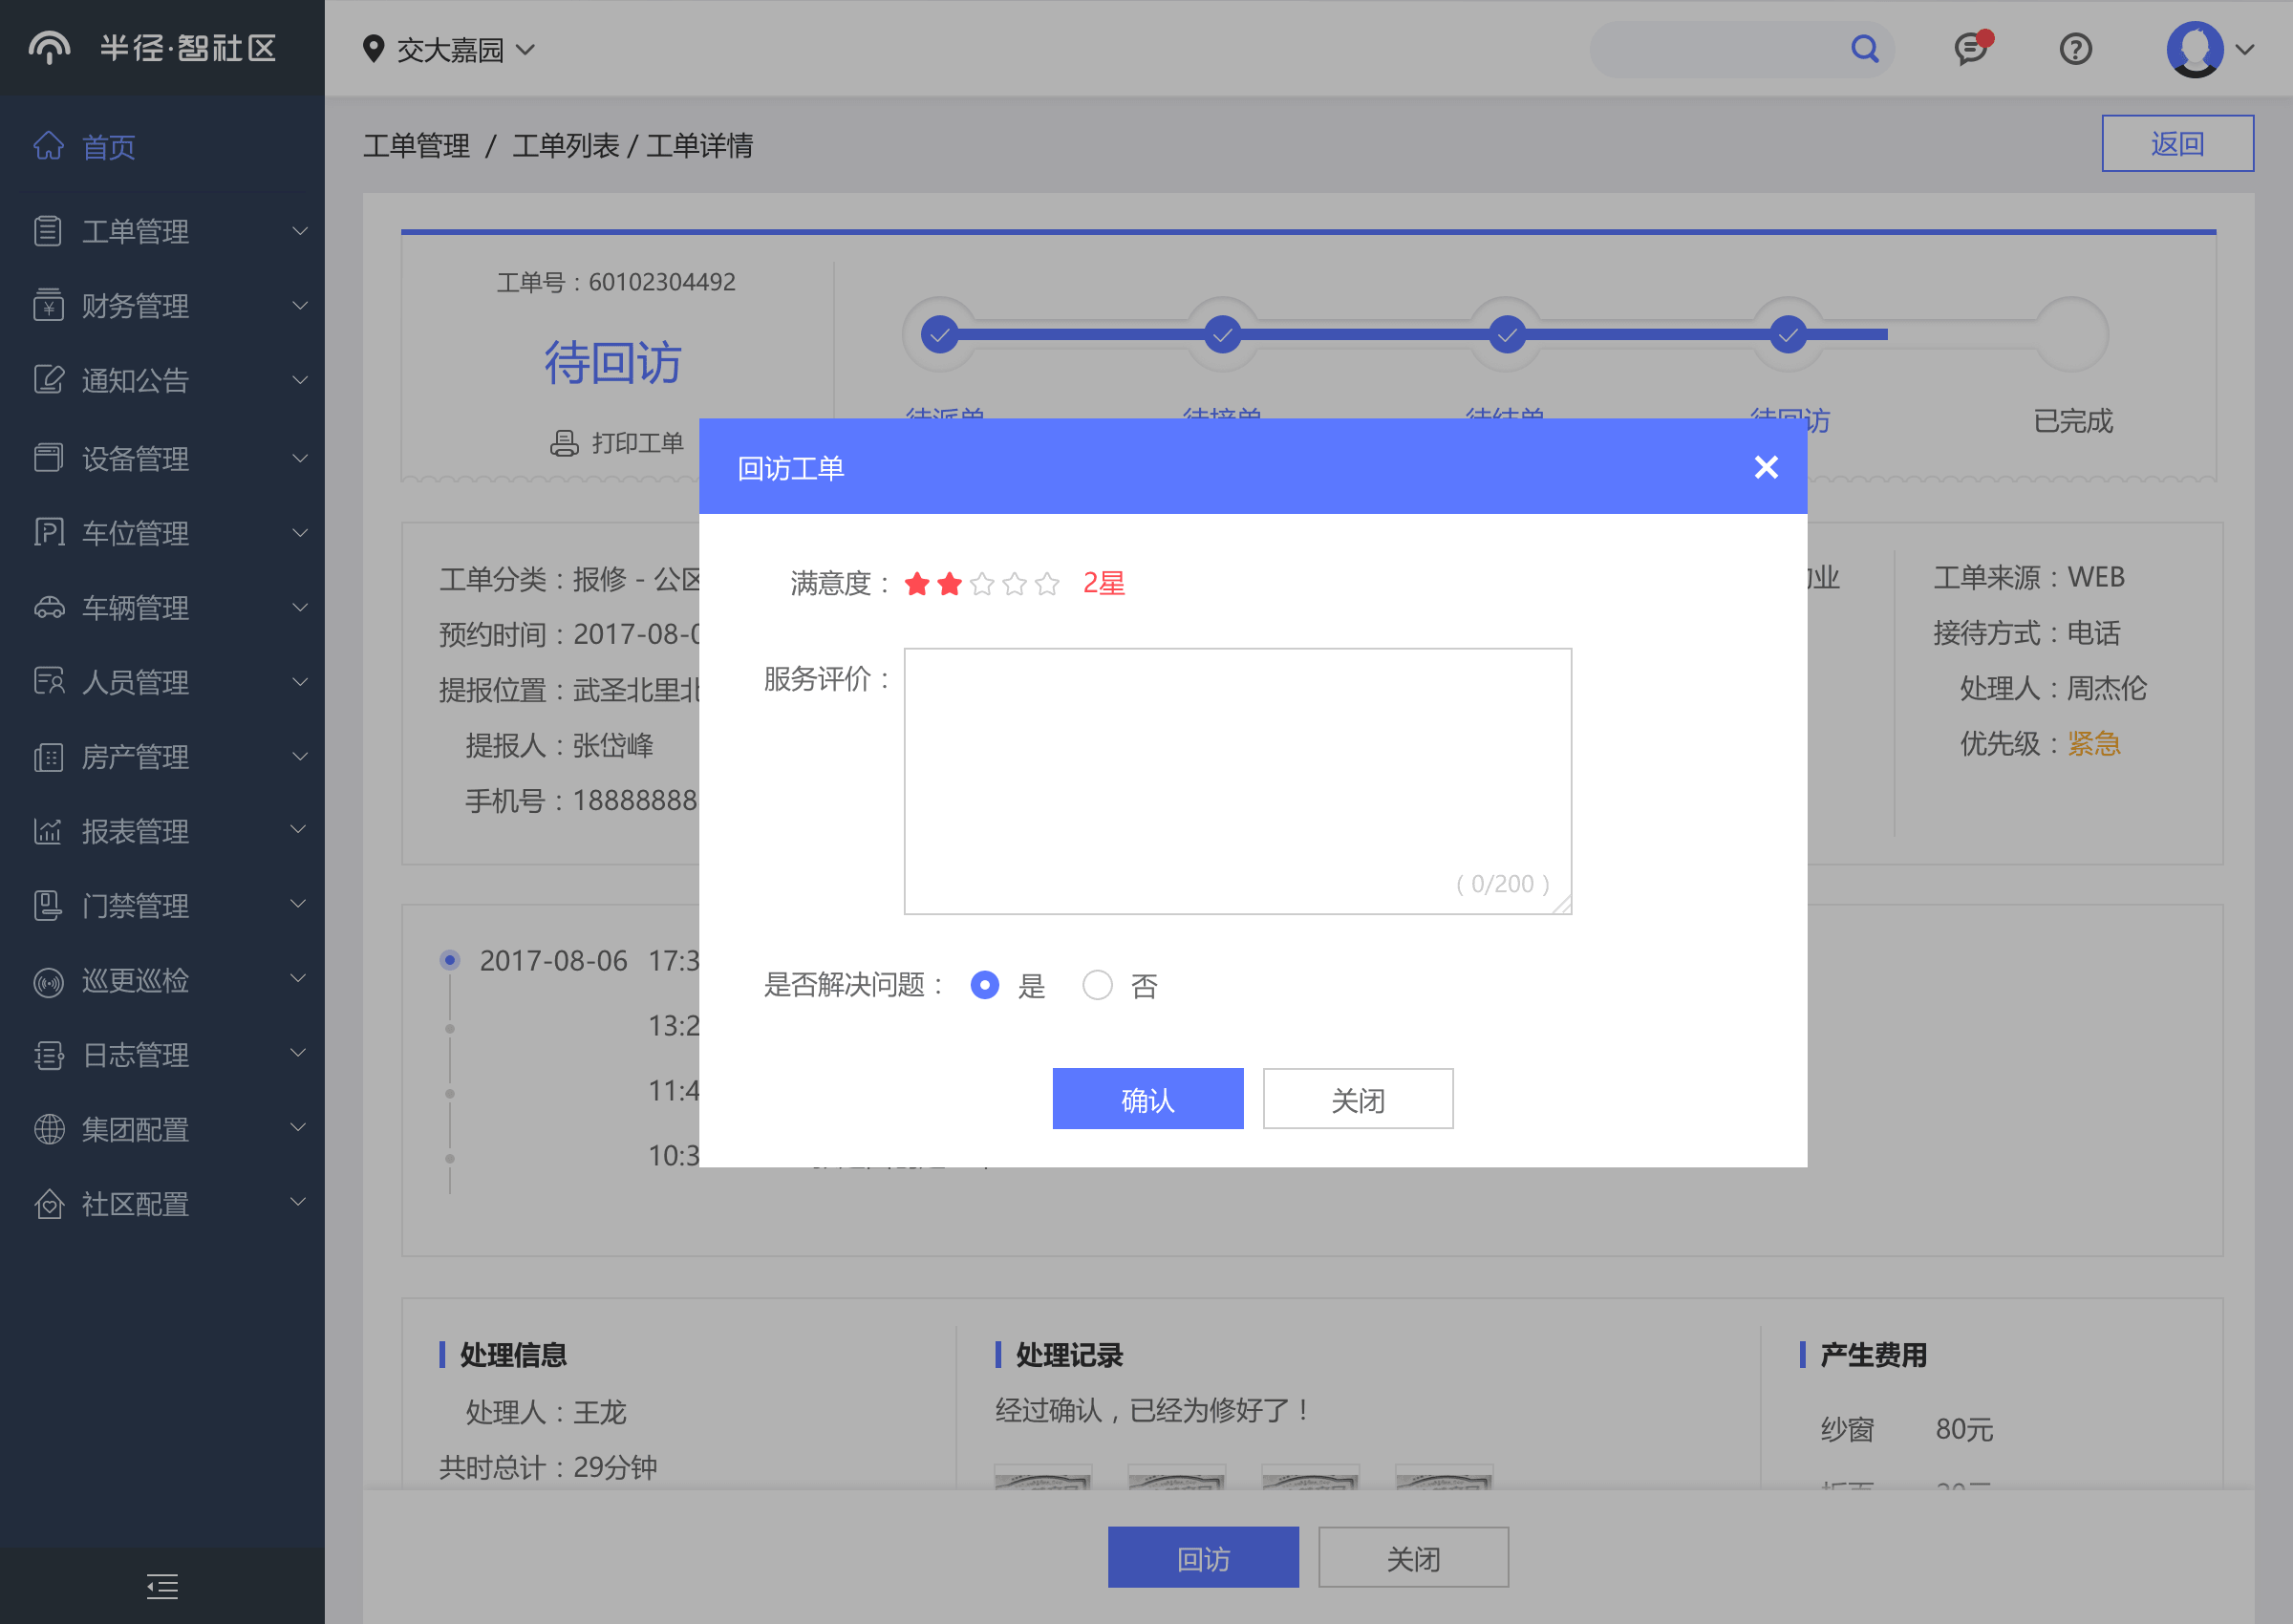 半径·智社区
交大嘉园
首页
工单管理
财务管理
通知公告
设备管理
车位管理
车辆管理
人员管理
房产管理
报表管理
门禁管理
巡更巡检
日志管理
集团配置
社区配置
工单管理 / 工单列表 / 工单详情
返回
工单号：60102304492
待回访
打印工单
待派单 待接单 待结单 待回访 已完成
回访工单
满意度： 2星
服务评价：
( 0/200 )
是否解决问题： 是 否
确认 关闭
工单分类：报修 - 公区
预约时间：2017-08-0
提报位置：武圣北里北
提报人：张岱峰
手机号：18888888
业
工单来源：WEB
接待方式：电话
处理人：周杰伦
优先级：紧急
2017-08-06 17:3
13:2
11:4
10:3
处理信息
处理人：王龙
共时总计：29分钟
处理记录
经过确认，已经为修好了！
产生费用
纱窗 80元
回访 关闭